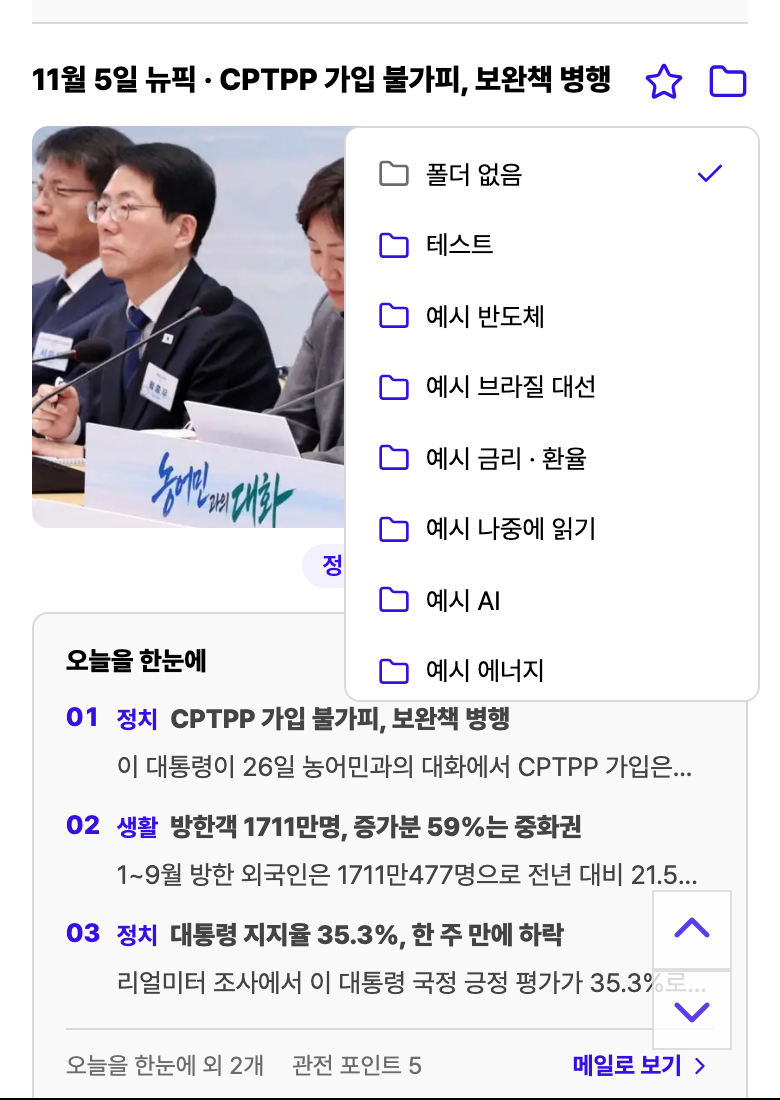 11월 5일 뉴픽 · CPTPP 가입 불가피, 보완책 병행
폴더 없음
테스트
예시 반도체
예시 브라질 대선
예시 금리 · 환율
예시 나중에 읽기
예시 AI
예시 에너지
농어민과의 대화
정
오늘을 한눈에
01 정치 CPTPP 가입 불가피, 보완책 병행
이 대통령이 26일 농어민과의 대화에서 CPTPP 가입은...
02 생활 방한객 1711만명, 증가분 59%는 중화권
1~9월 방한 외국인은 1711만477명으로 전년 대비 21.5...
03 정치 대통령 지지율 35.3%, 한 주 만에 하락
리얼미터 조사에서 이 대통령 국정 긍정 평가가 35.3%로...
오늘을 한눈에 외 2개 관전 포인트 5
메일로 보기